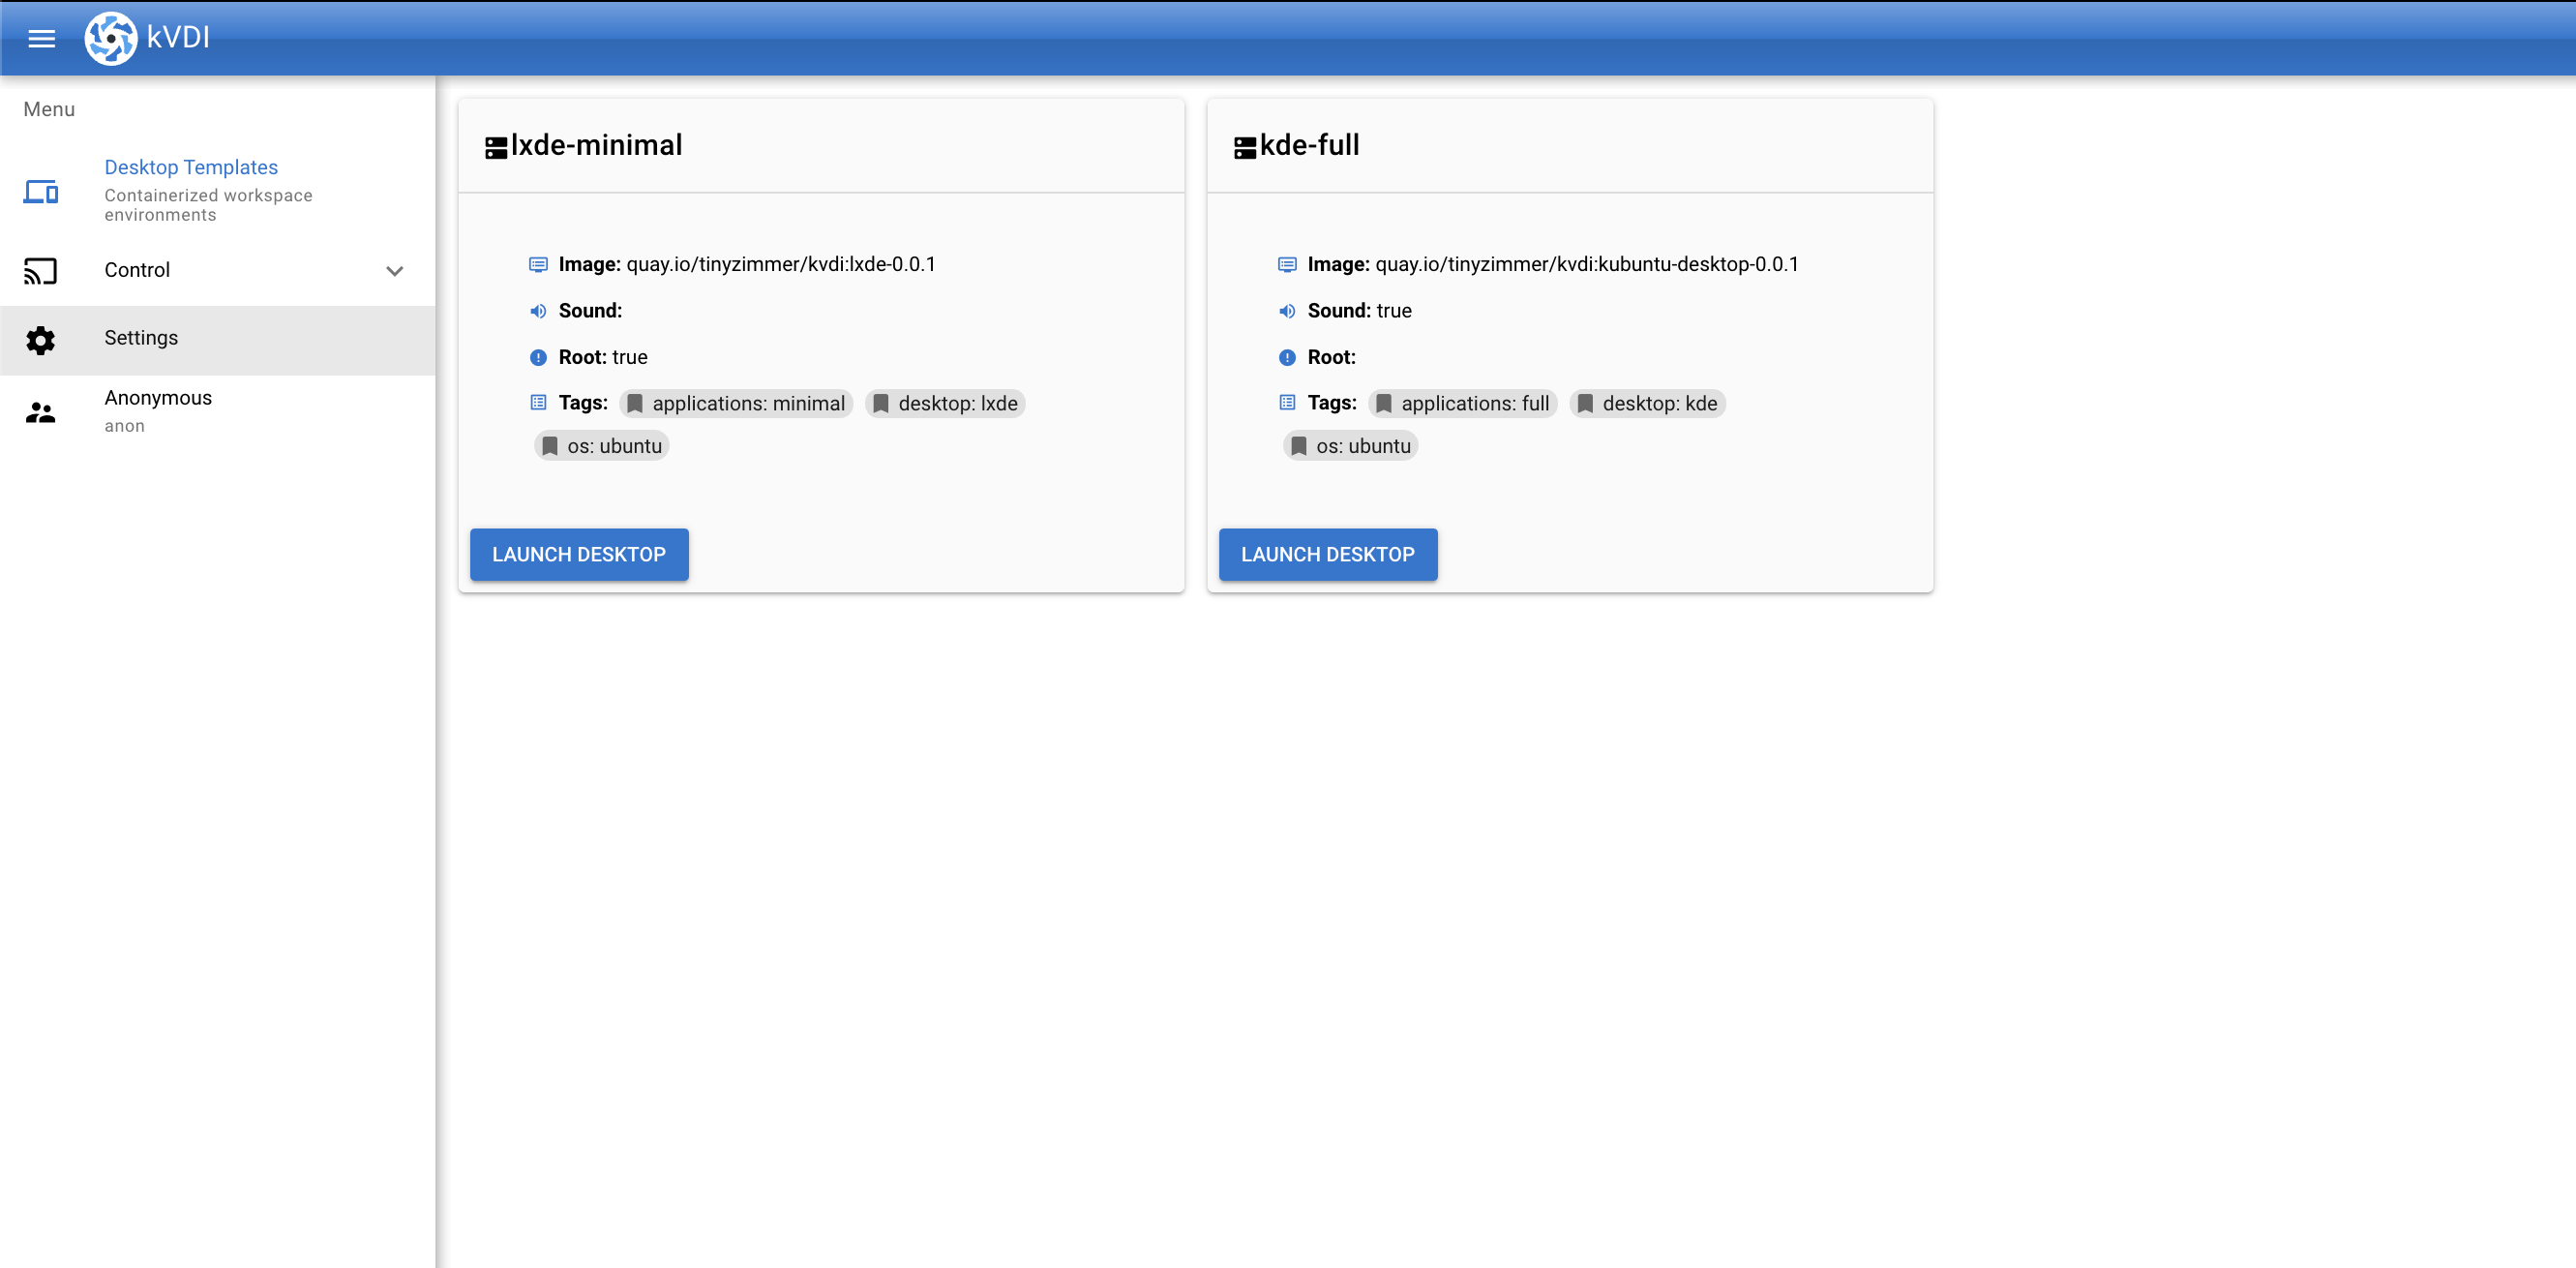 kVDI
Menu
Desktop Templates
Containerized workspace
environments
Control
Settings
Anonymous
anon
lxde-minimal
Image: quay.io/tinyzimmer/kvdi:lxde-0.0.1
Sound:
Root: true
Tags: applications: minimal desktop: lxde
os: ubuntu
LAUNCH DESKTOP
kde-full
Image: quay.io/tinyzimmer/kvdi:kubuntu-desktop-0.0.1
Sound: true
Root:
Tags: applications: full desktop: kde
os: ubuntu
LAUNCH DESKTOP